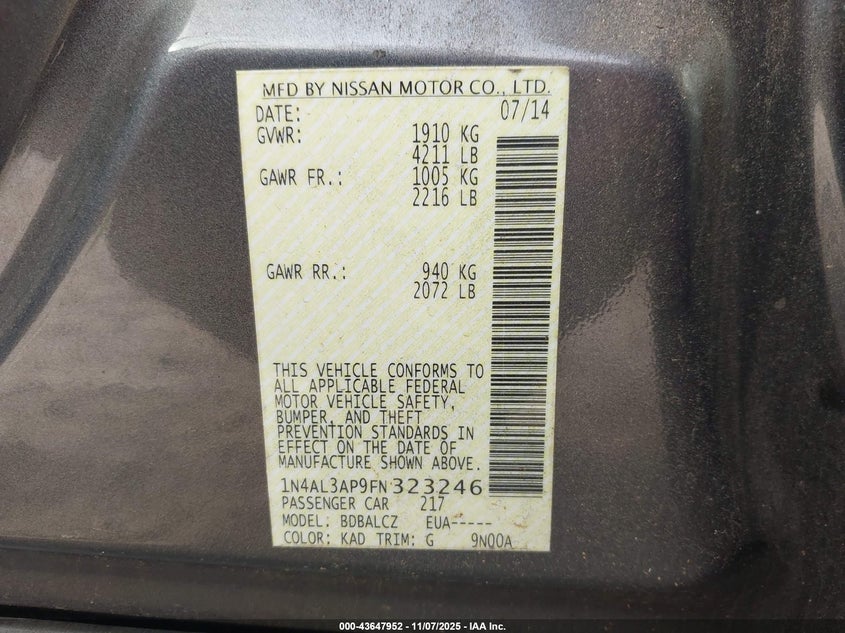 MFD BY NISSAN MOTOR CO., LTD.
DATE: 07/14
GVWR: 1910 KG
4211 LB
GAWR FR.: 1005 KG
2216 LB
GAWR RR.: 940 KG
2072 LB
THIS VEHICLE CONFORMS TO
ALL APPLICABLE FEDERAL
MOTOR VEHICLE SAFETY,
BUMPER, AND THEFT
PREVENTION STANDARDS IN
EFFECT ON THE DATE OF
MANUFACTURE SHOWN ABOVE.
1N4AL3AP9FN323246
PASSENGER CAR 217
MODEL: BDBALCZ EUA-----
COLOR: KAD TRIM: G 9N00A
000-43647952 - 11/07/2025 - IAA Inc.